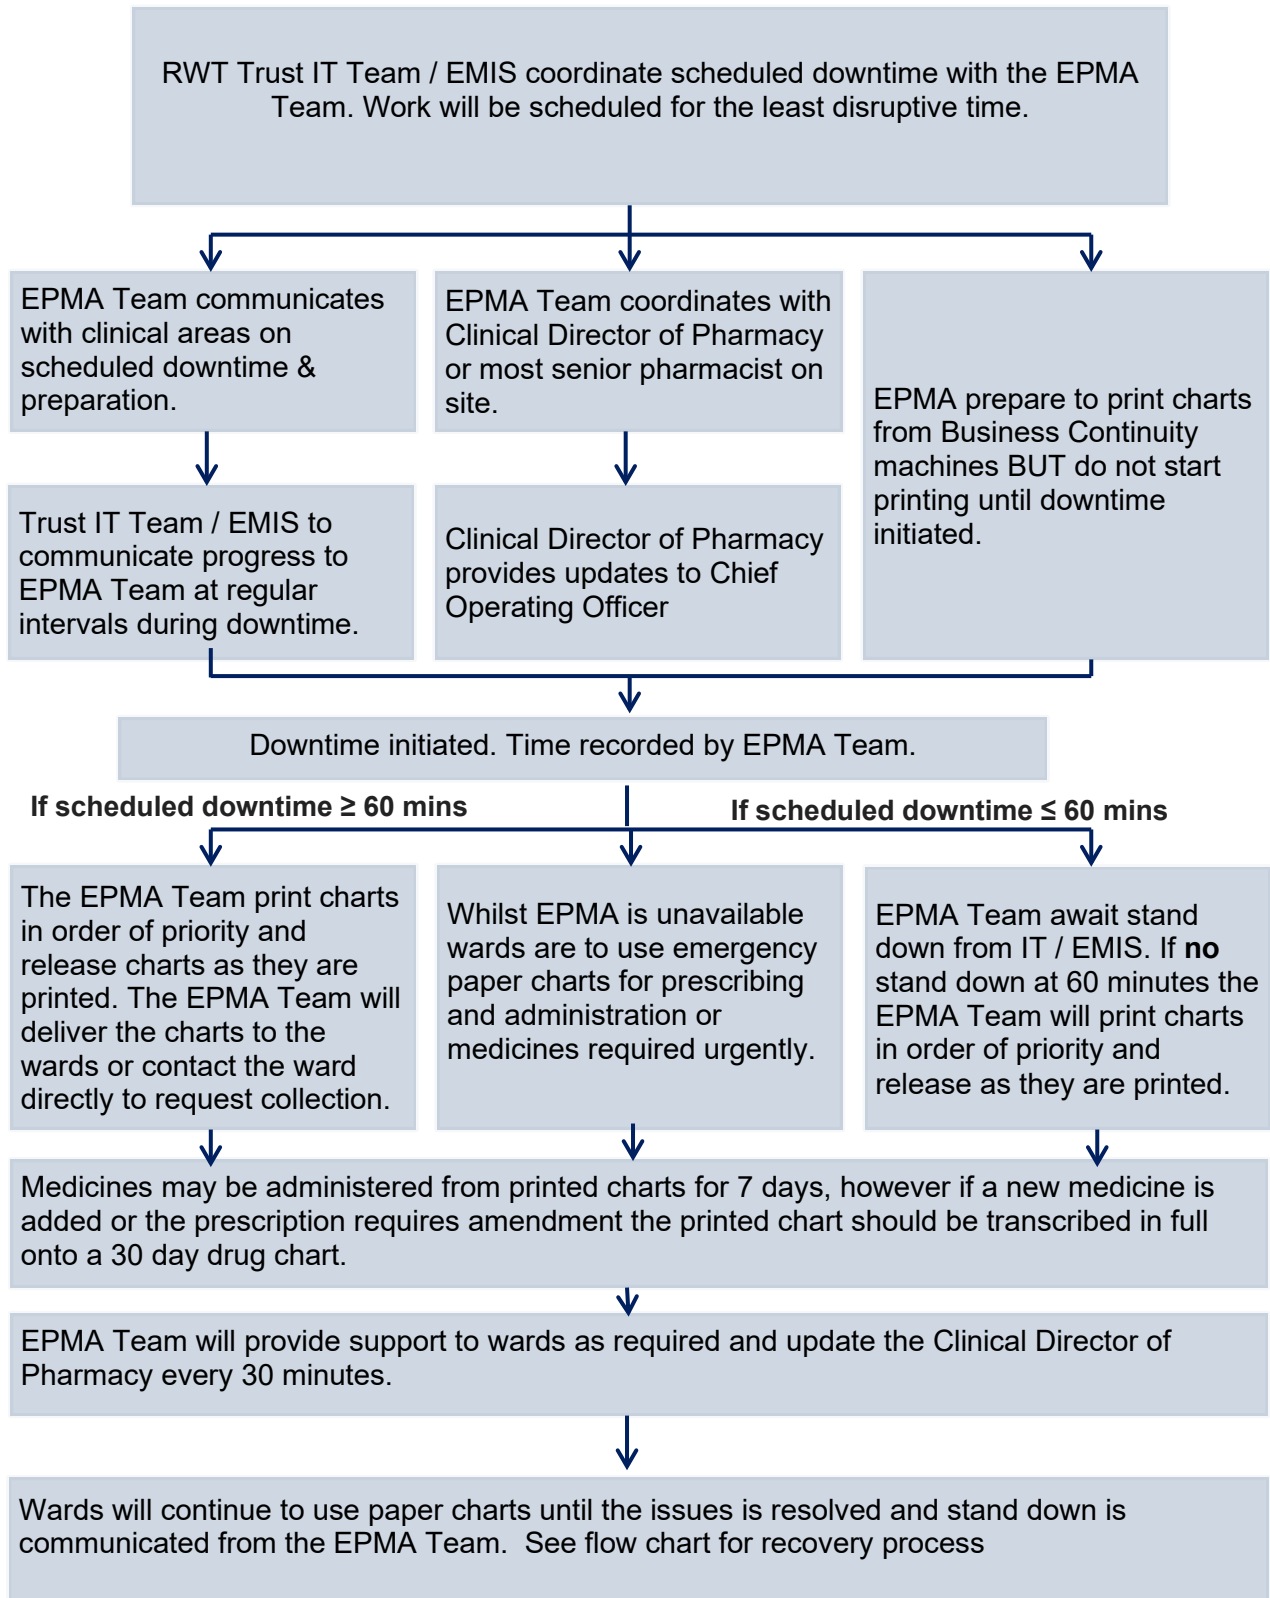 RWT Trust IT Team / EMIS coordinate scheduled downtime with the EPMA
Team. Work will be scheduled for the least disruptive time.
EPMA Team communicates
with clinical areas on
scheduled downtime &
preparation.
EPMA Team coordinates with
Clinical Director of Pharmacy
or most senior pharmacist on
site.
EPMA prepare to print charts
from Business Continuity
machines BUT do not start
printing until downtime
initiated.
Trust IT Team / EMIS to
communicate progress to
EPMA Team at regular
intervals during downtime.
Clinical Director of Pharmacy
provides updates to Chief
Operating Officer
Downtime initiated. Time recorded by EPMA Team.
If scheduled downtime ≥ 60 mins
If scheduled downtime ≤ 60 mins
The EPMA Team print charts
in order of priority and
release charts as they are
printed. The EPMA Team will
deliver the charts to the
wards or contact the ward
directly to request collection.
Whilst EPMA is unavailable
wards are to use emergency
paper charts for prescribing
and administration or
medicines required urgently.
EPMA Team await stand
down from IT / EMIS. If no
stand down at 60 minutes the
EPMA Team will print charts
in order of priority and
release as they are printed.
Medicines may be administered from printed charts for 7 days, however if a new medicine is
added or the prescription requires amendment the printed chart should be transcribed in full
onto a 30 day drug chart.
EPMA Team will provide support to wards as required and update the Clinical Director of
Pharmacy every 30 minutes.
Wards will continue to use paper charts until the issues is resolved and stand down is
communicated from the EPMA Team.  See flow chart for recovery process